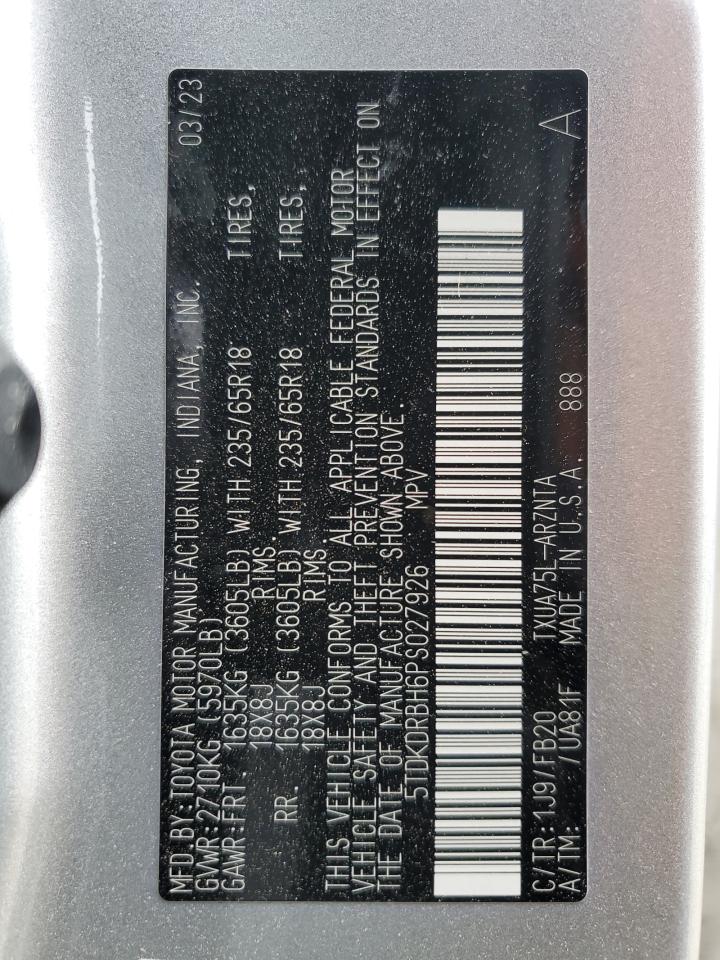 MFD.BY:TOYOTA MOTOR MANUFACTURING, INDIANA, INC. 03/23
GVWR:2710KG(5970LB)
GAWR:FRT. 1635KG (3605LB) WITH 235/65R18 TIRES,
18X8J RIMS.
RR. 1635KG (3605LB) WITH 235/65R18 TIRES,
18X8J RIMS.
THIS VEHICLE CONFORMS TO ALL APPLICABLE FEDERAL MOTOR
VEHICLE SAFETY AND THEFT PREVENTION STANDARDS IN EFFECT ON
THE DATE OF MANUFACTURE SHOWN ABOVE.
5TDKDRBH6PS027926 MPV
C/TR:1J9/FB20 TXUA75L-ARZNTA A
A/TM: /UA81F MADE IN U.S.A. 888